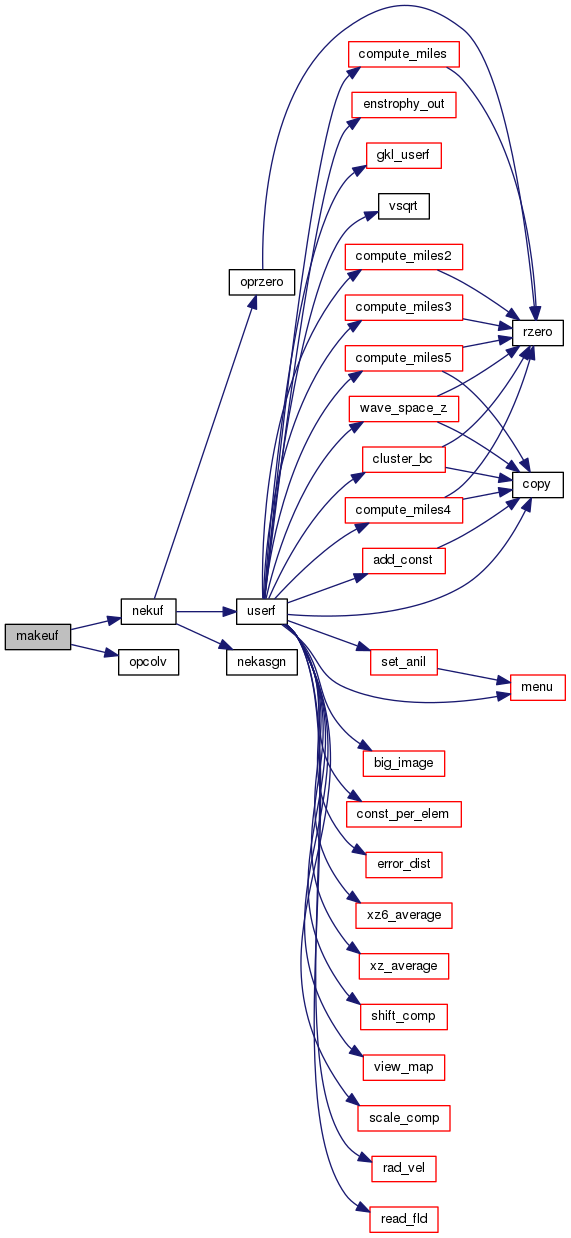 compute_miles
enstrophy_out
gkl_userf
vsqrt
compute_miles2
oprzero
compute_miles3
rzero
compute_miles5
wave_space_z
cluster_bc
copy
compute_miles4
add_const
nekuf
userf
makeuf
opcolv
nekasgn
set_anil
menu
big_image
const_per_elem
error_dist
xz6_average
xz_average
shift_comp
view_map
scale_comp
rad_vel
read_fld